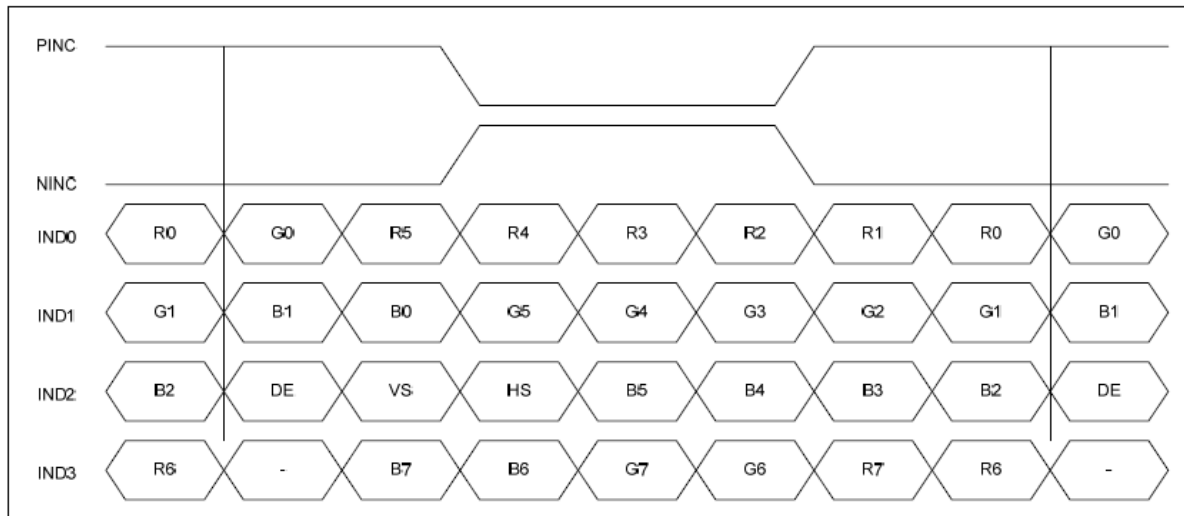 PINC
NINC
IND0 R0 G0 R5 R4 R3 R2 R1 R0 G0
IND1 G1 B1 B0 G5 G4 G3 G2 G1 B1
IND2 B2 DE VS HS B5 B4 B3 B2 DE
IND3 R6 - B7 B6 G7 G6 R7 R6 -